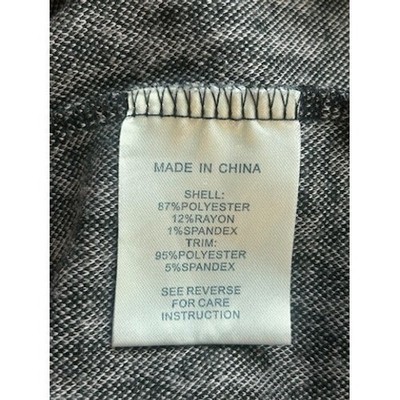 MADE IN CHINA
SHELL:
87%POLYESTER
12%RAYON
1%SPANDEX
TRIM:
95%POLYESTER
5%SPANDEX
SEE REVERSE
FOR CARE
INSTRUCTION